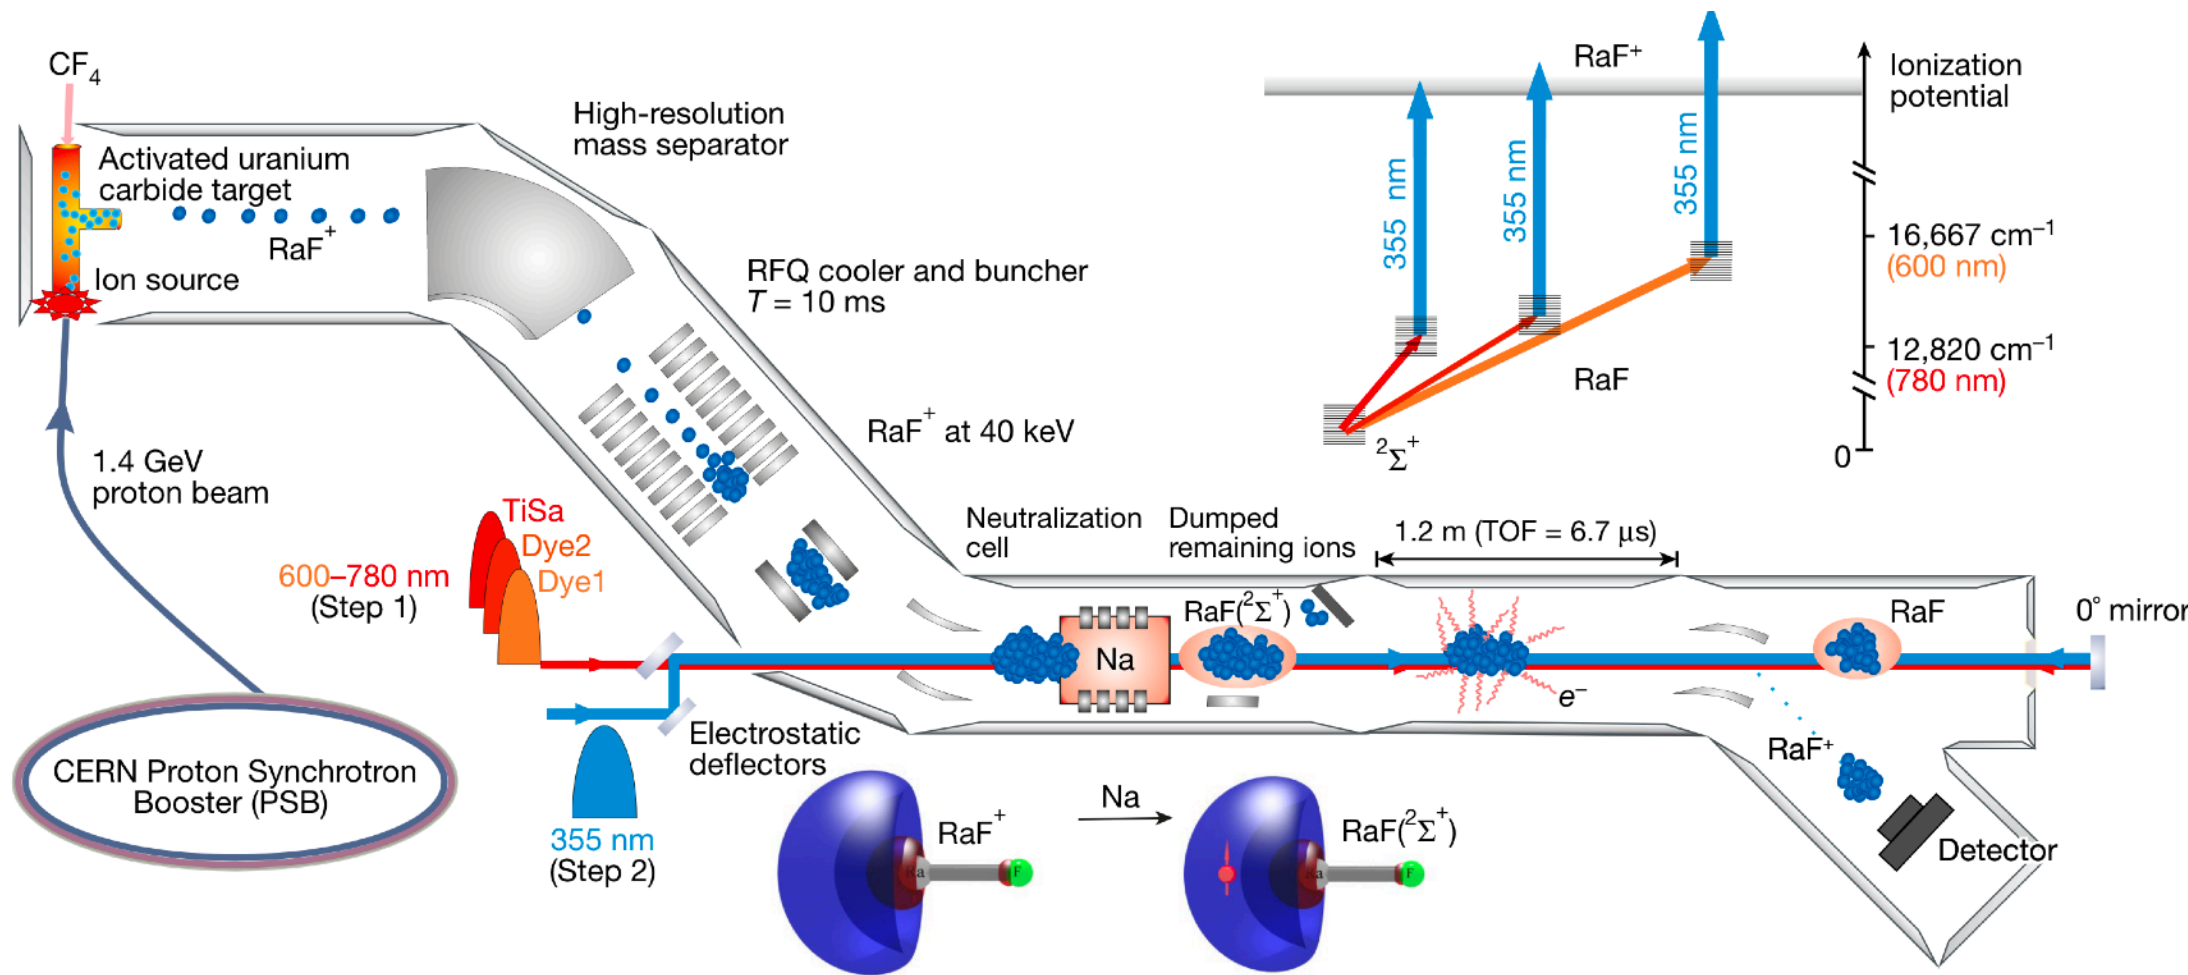 CF4
Activated uranium
carbide target
RaF+
Ion source
High-resolution
mass separator
RFQ cooler and buncher
T = 10 ms
RaF+ at 40 keV
1.4 GeV
proton beam
CERN Proton Synchrotron
Booster (PSB)
TiSa
Dye2
Dye1
600–780 nm
(Step 1)
355 nm
(Step 2)
Electrostatic
deflectors
Neutralization
cell
Na
Dumped
remaining ions
RaF(2Σ+)
1.2 m (TOF = 6.7 μs)
e–
RaF
0° mirror
RaF+
Detector
RaF+
Ra
F
Na
RaF(2Σ+)
Ra
F
RaF+
Ionization
potential
355 nm
355 nm
355 nm
16,667 cm–1
(600 nm)
12,820 cm–1
(780 nm)
RaF
2Σ+
0